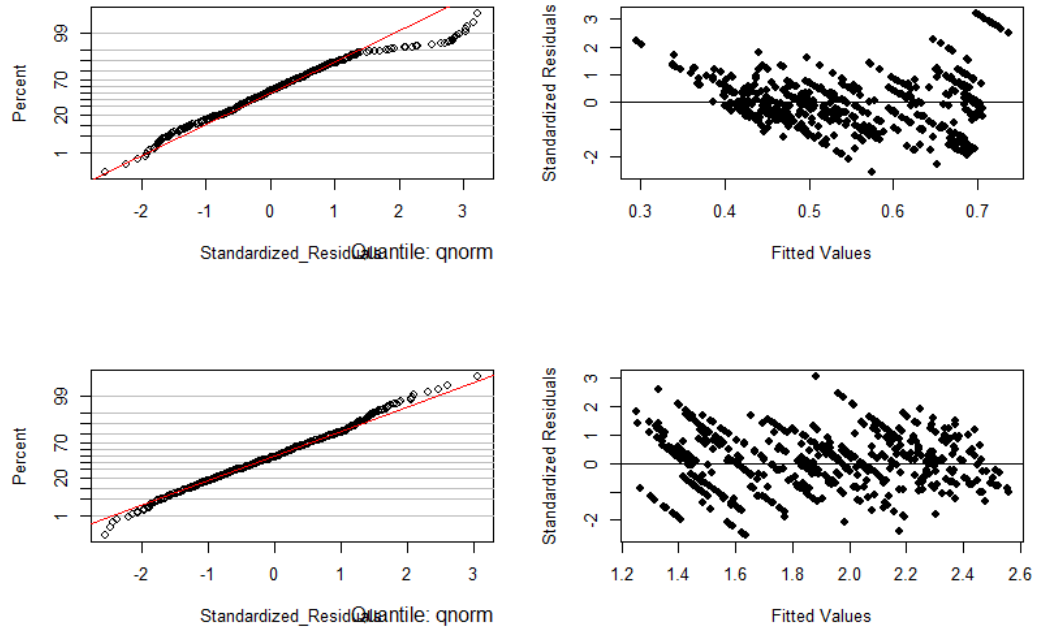 Percent
99
70
20
1
-2 -1 0 1 2 3
Standardized_Residuals
Quantile: qnorm
Standardized Residuals
3
2
1
0
-2
0.3 0.4 0.5 0.6 0.7
Fitted Values
Percent
99
70
20
1
-2 -1 0 1 2 3
Standardized_Residuals
Quantile: qnorm
Standardized Residuals
3
2
1
0
-2
1.2 1.4 1.6 1.8 2.0 2.2 2.4 2.6
Fitted Values